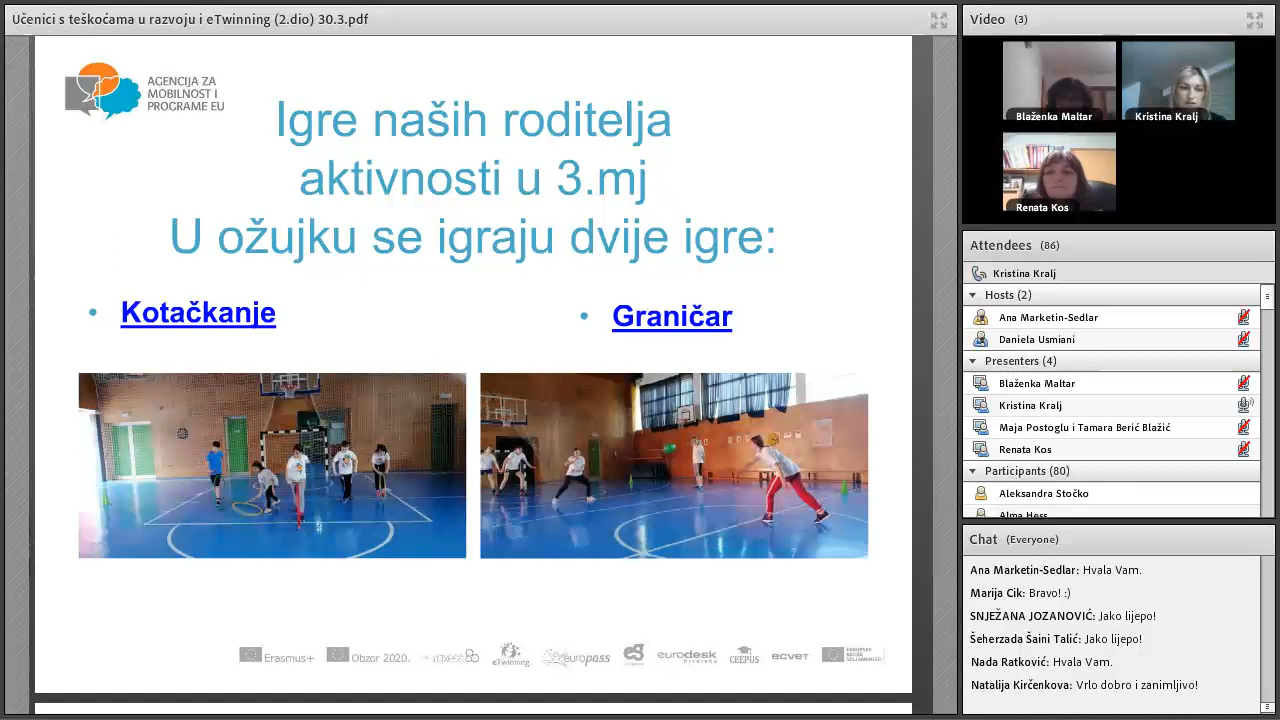 Učenici s teškoćama u razvoju i eTwinning (2.dio) 30.3.pdf
AGENCIJA ZA
MOBILNOST I
PROGRAME EU
Igre naših roditelja
aktivnosti u 3.mj
U ožujku se igraju dvije igre:
• Kotačkanje
• Graničar
Erasmus+
Obzor 2020.
eTwinning
europass
eurodesk
CEEPUS
ECVET
Video (3)
Blaženka Maltar
Kristina Kralj
Renata Kos
Attendees (86)
Kristina Kralj
Hosts (2)
Ana Marketin-Sedlar
Daniela Usmiani
Presenters (4)
Blaženka Maltar
Kristina Kralj
Maja Postoglu i Tamara Berić Blažić
Renata Kos
Participants (80)
Aleksandra Stočko
Alma Hess
Chat (Everyone)
Ana Marketin-Sedlar: Hvala Vam.
Marija Cik: Bravo! :)
SNJEŽANA JOZANOVIĆ: Jako lijepo!
Šeherzada Šaini Talić: Jako lijepo!
Nada Ratković: Hvala Vam.
Natalija Kirčenkova: Vrlo dobro i zanimljivo!